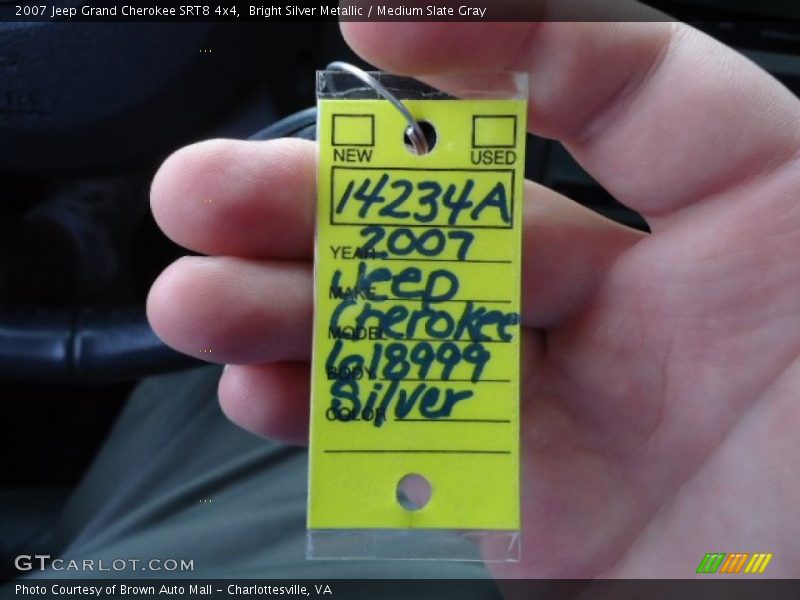 2007 Jeep Grand Cherokee SRT8 4x4,  Bright Silver Metallic / Medium Slate Gray
NEW USED
14234A
YEAR 2007
MAKE Jeep
MODEL Cherokee
BODY 618999
COLOR Silver
GTCARLOT.COM
Photo Courtesy of Brown Auto Mall – Charlottesville, VA